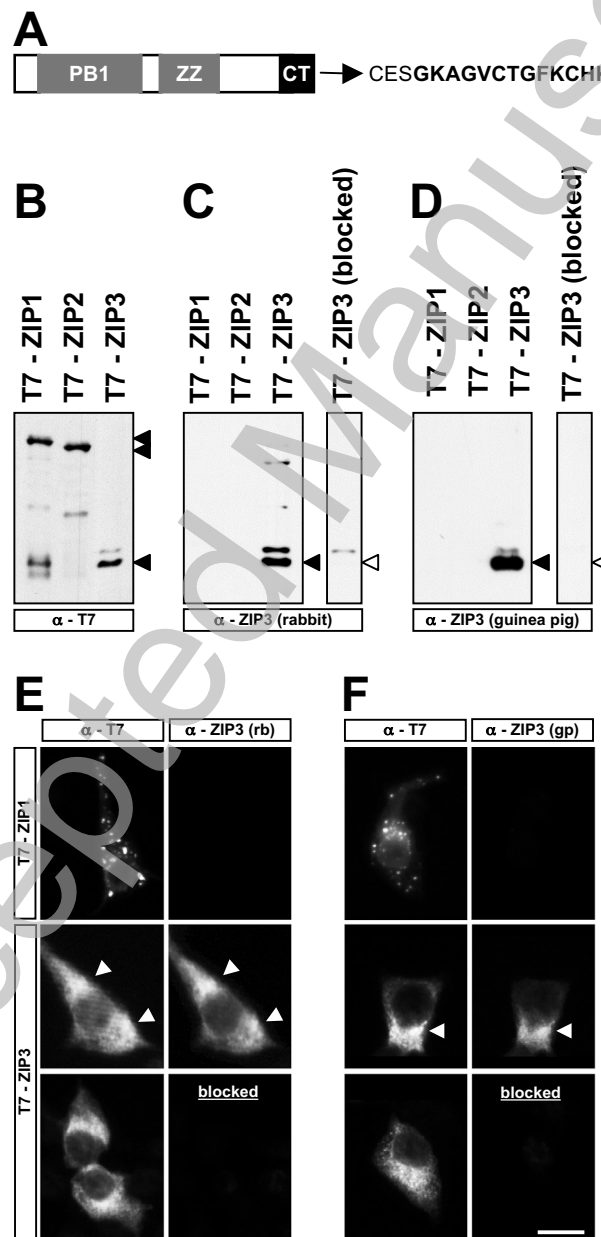 A
PB1 ZZ CT CESGKAGVCTGFKCH
B C D
T7 - ZIP1
T7 - ZIP2
T7 - ZIP3
T7 - ZIP1
T7 - ZIP2
T7 - ZIP3
T7 - ZIP3 (blocked)
T7 - ZIP1
T7 - ZIP2
T7 - ZIP3
T7 - ZIP3 (blocked)
α - T7
α - ZIP3 (rabbit)
α - ZIP3 (guinea pig)
E F
α - T7 α - ZIP3 (rb) α - T7 α - ZIP3 (gp)
T7 - ZIP1
T7 - ZIP3
blocked blocked
cepted Manus